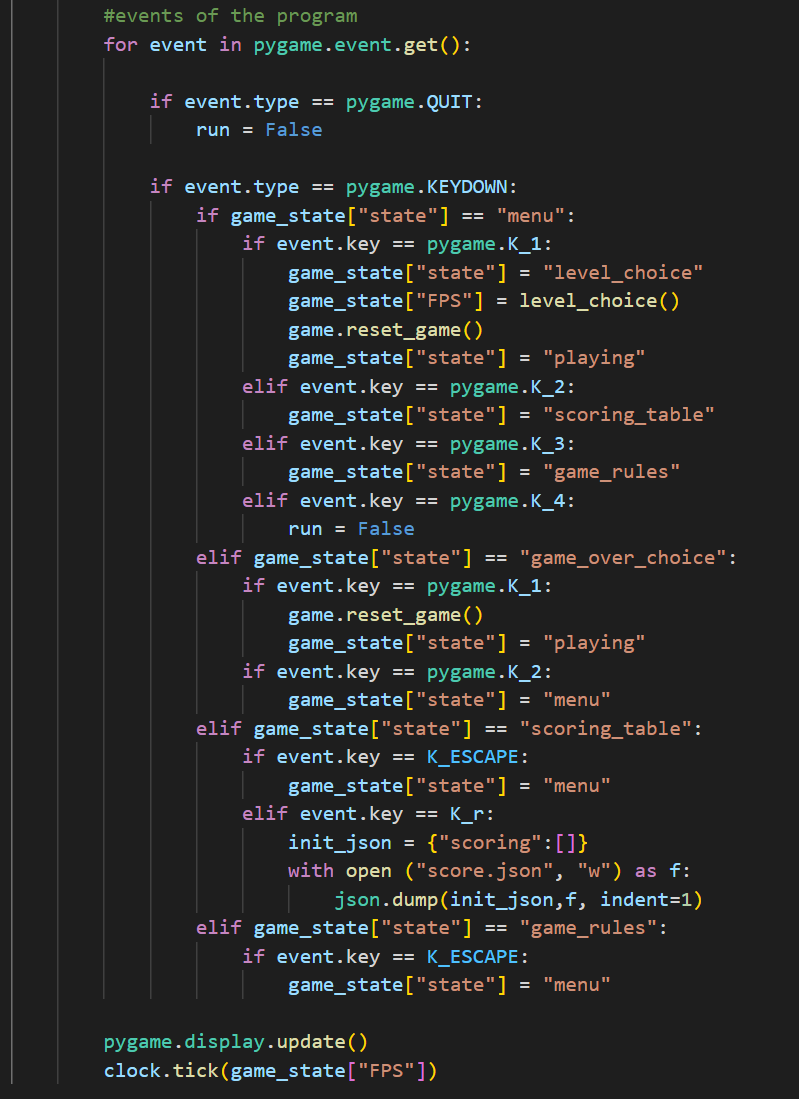 #events of the program
for event in pygame.event.get():
if event.type == pygame.QUIT:
run = False
if event.type == pygame.KEYDOWN:
if game_state["state"] == "menu":
if event.key == pygame.K_1:
game_state["state"] = "level_choice"
game_state["FPS"] = level_choice()
game.reset_game()
game_state["state"] = "playing"
elif event.key == pygame.K_2:
game_state["state"] = "scoring_table"
elif event.key == pygame.K_3:
game_state["state"] = "game_rules"
elif event.key == pygame.K_4:
run = False
elif game_state["state"] == "game_over_choice":
if event.key == pygame.K_1:
game.reset_game()
game_state["state"] = "playing"
if event.key == pygame.K_2:
game_state["state"] = "menu"
elif game_state["state"] == "scoring_table":
if event.key == K_ESCAPE:
game_state["state"] = "menu"
elif event.key == K_r:
init_json = {"scoring":[]}
with open ("score.json", "w") as f:
json.dump(init_json,f, indent=1)
elif game_state["state"] == "game_rules":
if event.key == K_ESCAPE:
game_state["state"] = "menu"
pygame.display.update()
clock.tick(game_state["FPS"])